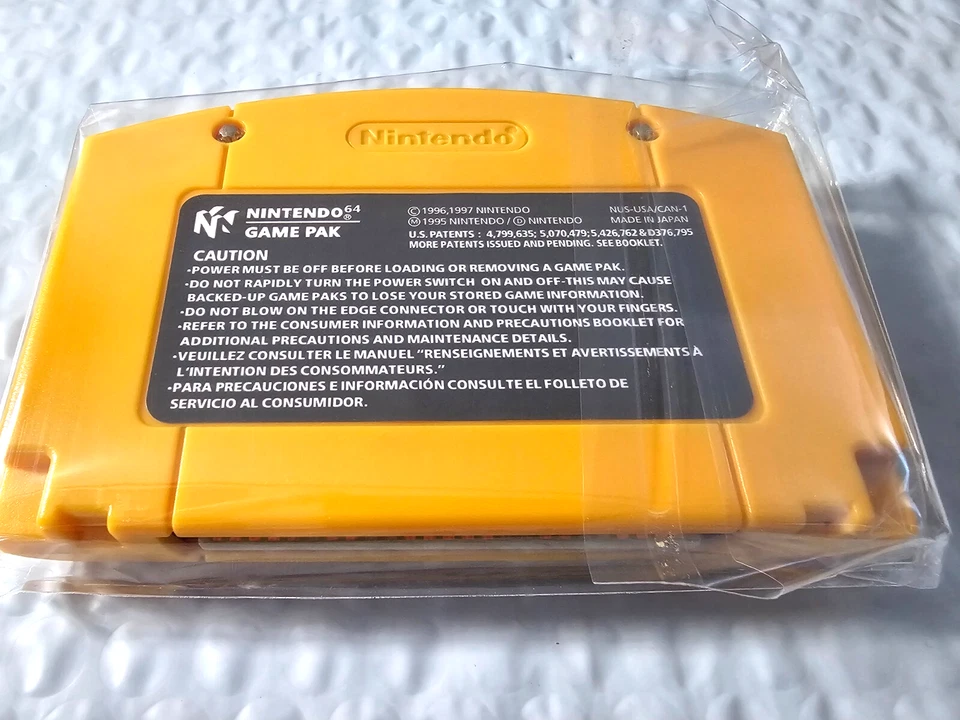 Nintendo®
NINTENDO 64®
GAME PAK
©1996,1997 NINTENDO
Ⓜ1995 NINTENDO / Ⓓ NINTENDO
NUS-USA/CAN-1
MADE IN JAPAN
U.S. PATENTS : 4,799,635; 5,070,479; 5,426,762 & D376,795
MORE PATENTS ISSUED AND PENDING. SEE BOOKLET.
CAUTION
·POWER MUST BE OFF BEFORE LOADING OR REMOVING A GAME PAK.
·DO NOT RAPIDLY TURN THE POWER SWITCH ON AND OFF-THIS MAY CAUSE
BACKED-UP GAME PAKS TO LOSE YOUR STORED GAME INFORMATION.
·DO NOT BLOW ON THE EDGE CONNECTOR OR TOUCH WITH YOUR FINGERS.
·REFER TO THE CONSUMER INFORMATION AND PRECAUTIONS BOOKLET FOR
ADDITIONAL PRECAUTIONS AND MAINTENANCE DETAILS.
·VEUILLEZ CONSULTER LE MANUEL “RENSEIGNEMENTS ET AVERTISSEMENTS À
L’INTENTION DES CONSOMMATEURS.”
·PARA PRECAUCIONES E INFORMACIÓN CONSULTE EL FOLLETO DE
SERVICIO AL CONSUMIDOR.